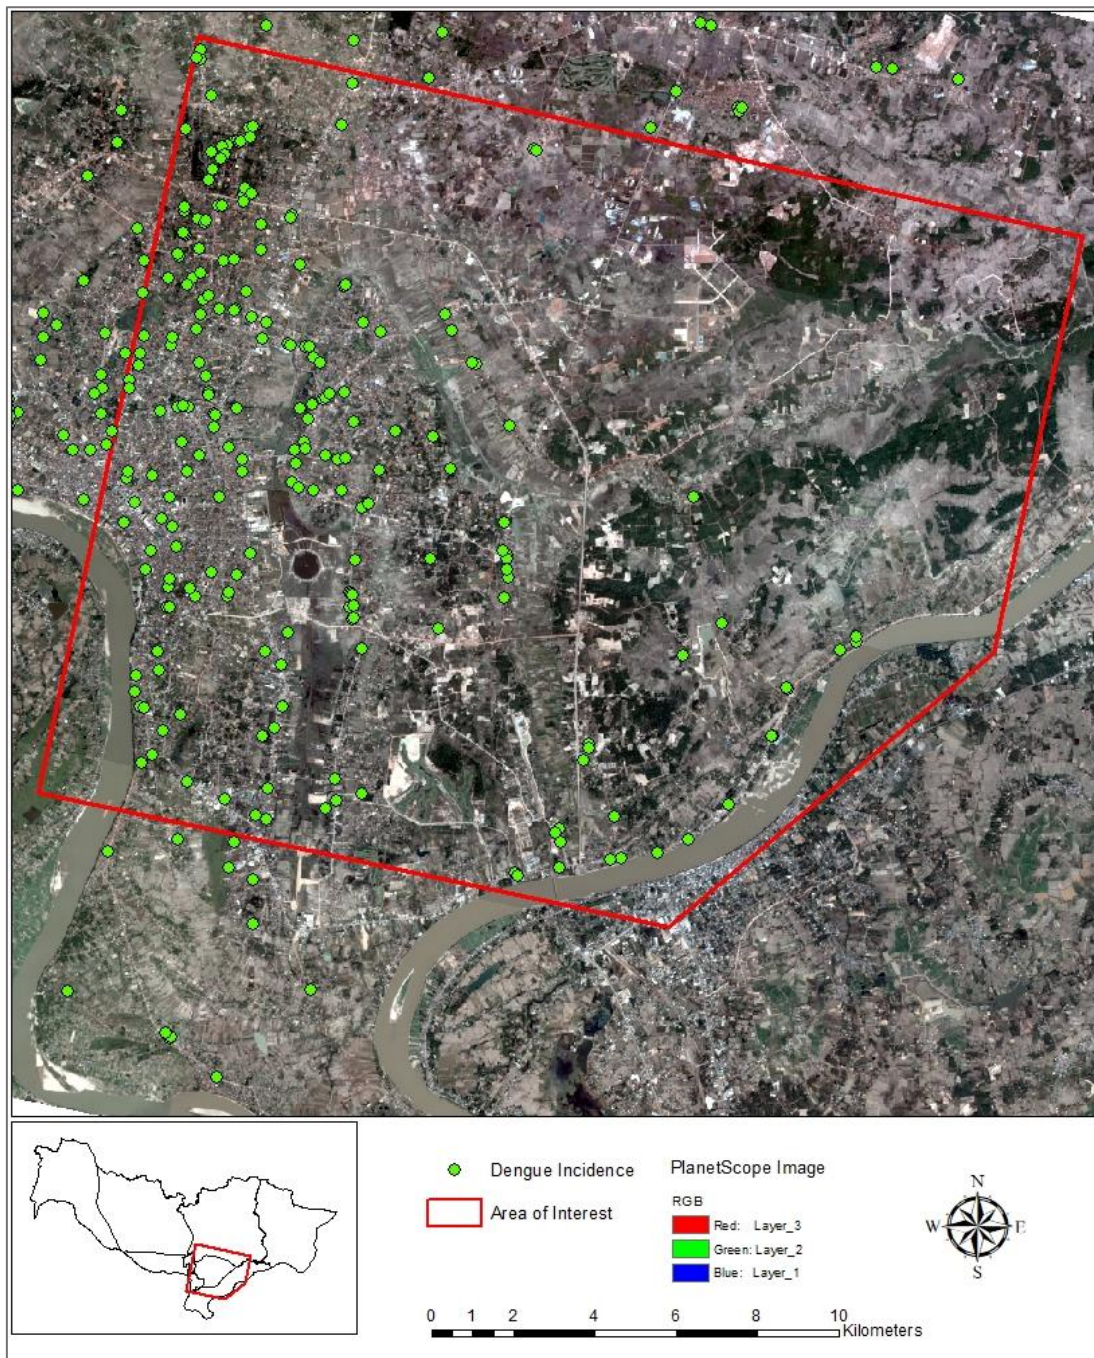 Dengue Incidence
Area of Interest
PlanetScope Image
RGB
Red: Layer_3
Green: Layer_2
Blue: Layer_1
N
W E
S
0 1 2 4 6 8 10
Kilometers